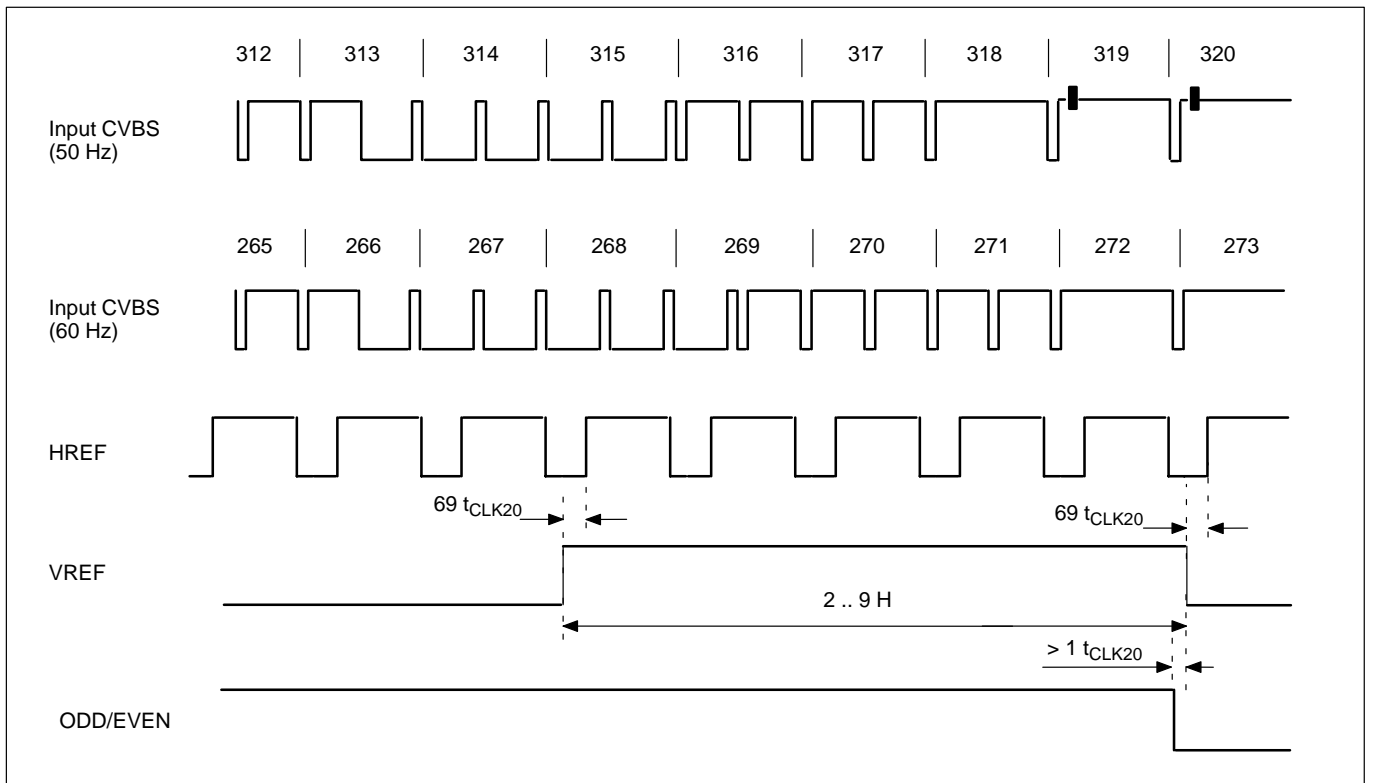 312 313 314 315 316 317 318 319 320
Input CVBS
(50 Hz)
265 266 267 268 269 270 271 272 273
Input CVBS
(60 Hz)
HREF
69 tCLK20 69 tCLK20
VREF
2 .. 9 H
> 1 tCLK20
ODD/EVEN